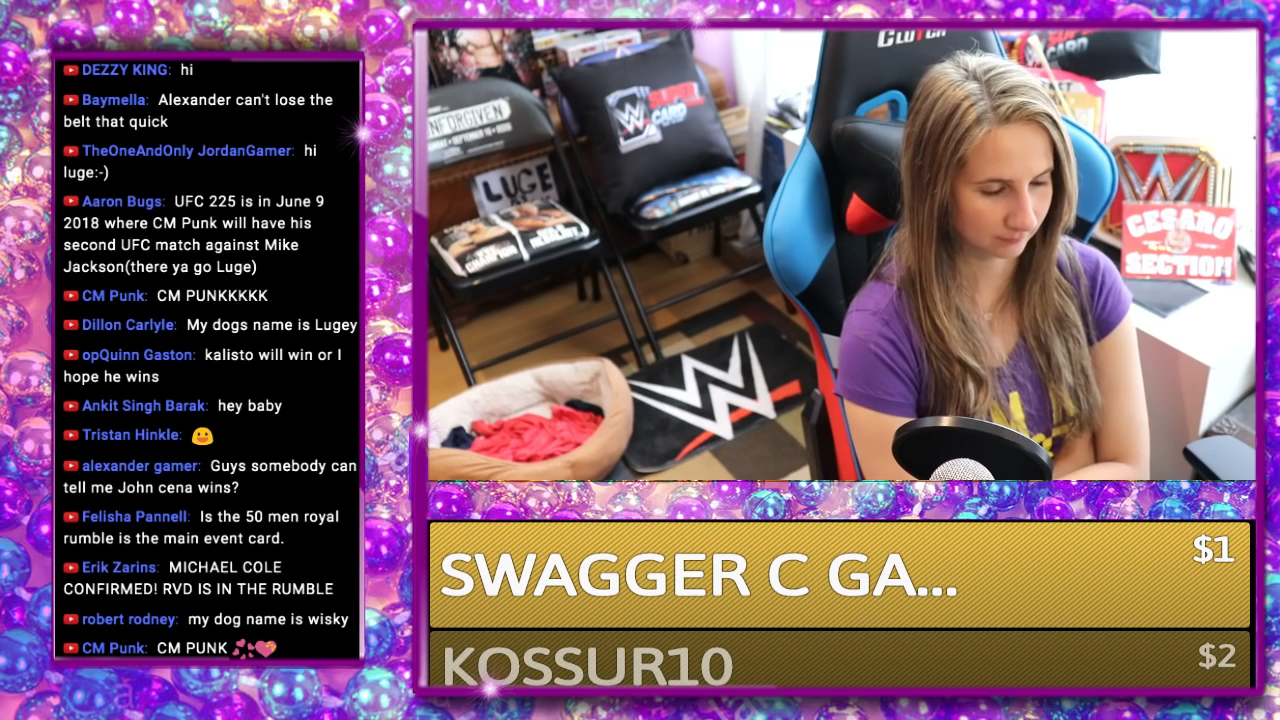 DEZZY KING: hi
Baymella: Alexander can't lose the
belt that quick
TheOneAndOnly JordanGamer: hi
luge:-)
Aaron Bugs: UFC 225 is in June 9
2018 where CM Punk will have his
second UFC match against Mike
Jackson(there ya go Luge)
CM Punk: CM PUNKKKKK
Dillon Carlyle: My dogs name is Lugey
opQuinn Gaston: kalisto will win or I
hope he wins
Ankit Singh Barak: hey baby
Tristan Hinkle: 😃
alexander gamer: Guys somebody can
tell me John cena wins?
Felisha Pannell: Is the 50 men royal
rumble is the main event card.
Erik Zarins: MICHAEL COLE
CONFIRMED! RVD IS IN THE RUMBLE
robert rodney: my dog name is wisky
CM Punk: CM PUNK 💞💝
CLUTCH
UNFORGIVEN
SUPER
CARD
LUGE
CARD
CESARO
SECTION
SWAGGER C GA...
$1
KOSSUR10
$2